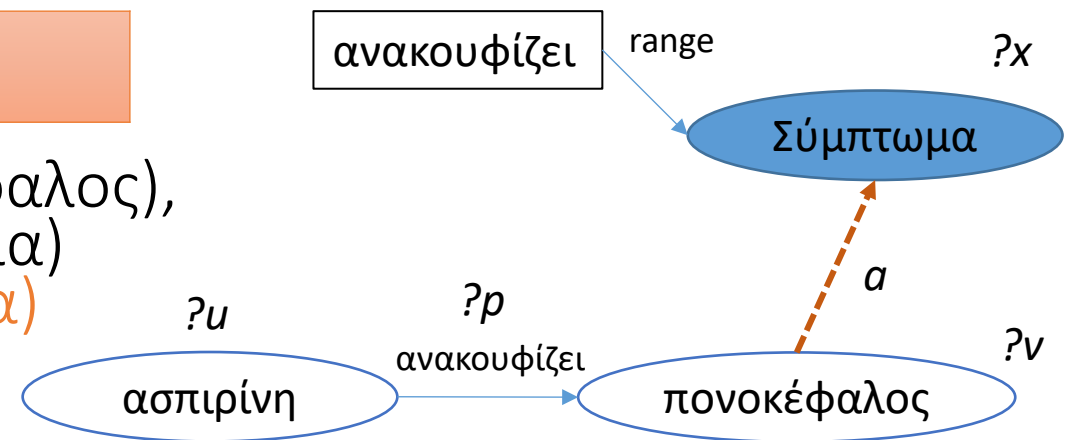 ανακουφίζει
range
?x
Σύμπτωμα
αλος),
α)
α)
a
?u
?p
?v
ανακουφίζει
ασπιρίνη
πονοκέφαλος